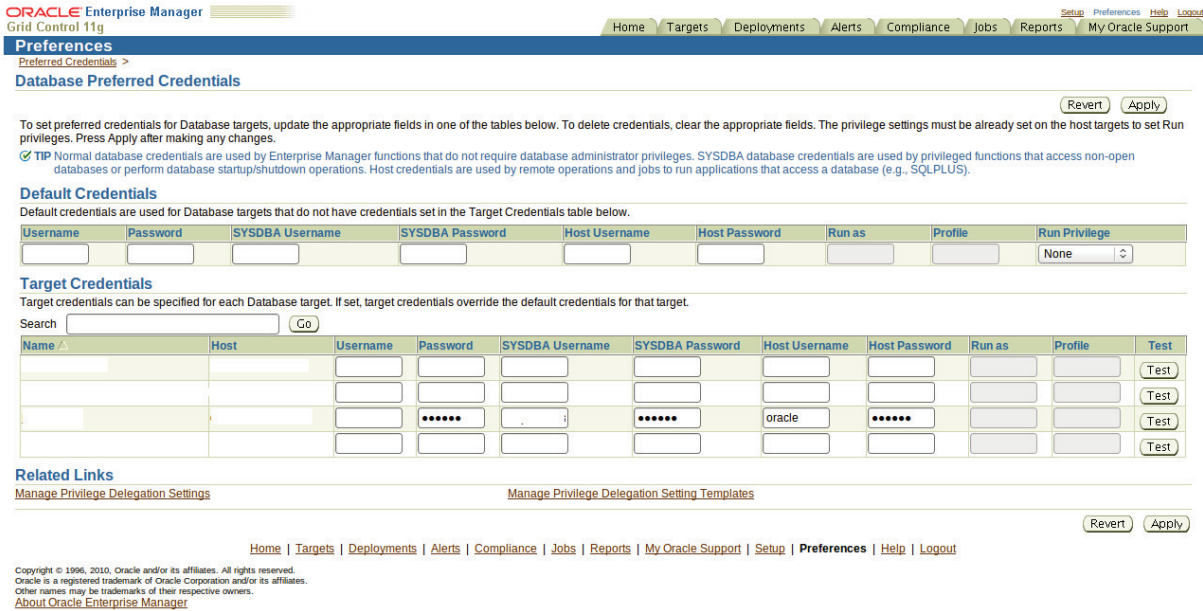 ORACLE Enterprise Manager
Grid Control 11g
Setup Preferences Help Logout
Home Targets Deployments Alerts Compliance Jobs Reports My Oracle Support
Preferences
Preferred Credentials >
Database Preferred Credentials
Revert Apply
To set preferred credentials for Database targets, update the appropriate fields in one of the tables below. To delete credentials, clear the appropriate fields. The privilege settings must be already set on the host targets to set Run
privileges. Press Apply after making any changes.
TIP Normal database credentials are used by Enterprise Manager functions that do not require database administrator privileges. SYSDBA database credentials are used by privileged functions that access non-open
databases or perform database startup/shutdown operations. Host credentials are used by remote operations and jobs to run applications that access a database (e.g., SQLPLUS).
Default Credentials
Default credentials are used for Database targets that do not have credentials set in the Target Credentials table below.
Username Password SYSDBA Username SYSDBA Password Host Username Host Password Run as Profile Run Privilege
None
Target Credentials
Target credentials can be specified for each Database target. If set, target credentials override the default credentials for that target.
Search Go
Name Host Username Password SYSDBA Username SYSDBA Password Host Username Host Password Run as Profile Test
Test
Test
•••••• •••••• oracle •••••• Test
Test
Related Links
Manage Privilege Delegation Settings Manage Privilege Delegation Setting Templates
Revert Apply
Home | Targets | Deployments | Alerts | Compliance | Jobs | Reports | My Oracle Support | Setup | Preferences | Help | Logout
Copyright © 1996, 2010, Oracle and/or its affiliates. All rights reserved.
Oracle is a registered trademark of Oracle Corporation and/or its affiliates.
Other names may be trademarks of their respective owners.
About Oracle Enterprise Manager